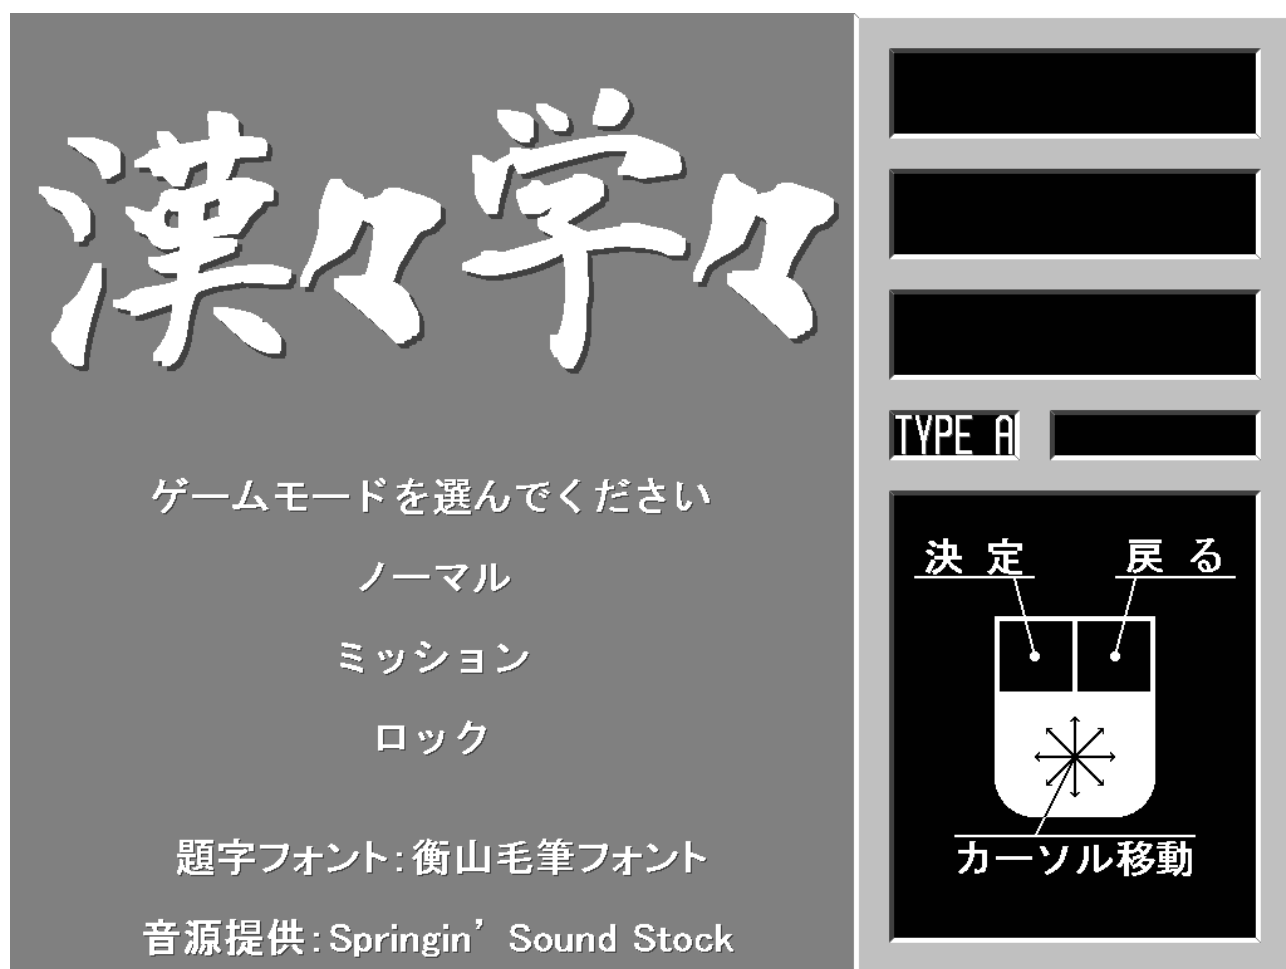 漢々学々
ゲームモードを選んでください
ノーマル
ミッション
ロック
題字フォント:衡山毛筆フォント
音源提供:Springin’ Sound Stock
TYPE A
決定
戻る
カーソル移動